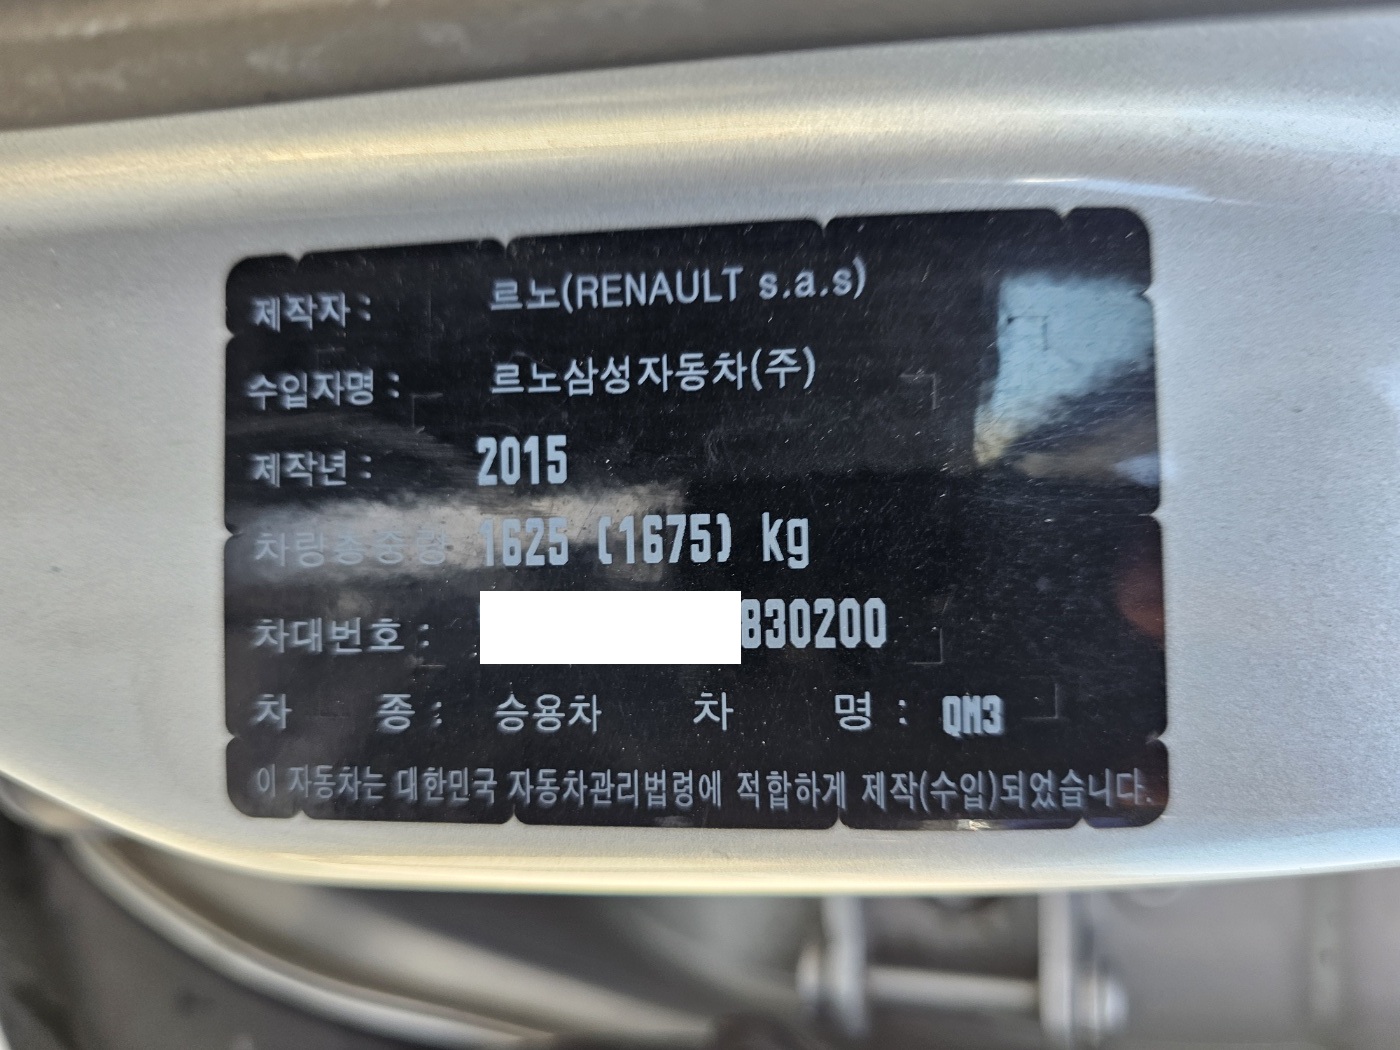 제작자 : 르노(RENAULT s.a.s)
수입자명 : 르노삼성자동차(주)
제작년 : 2015
차량총중량 1625 (1675) kg
차대번호 : 830200
차 종 : 승용차 차 명 : QM3
이 자동차는 대한민국 자동차관리법령에 적합하게 제작(수입)되었습니다.